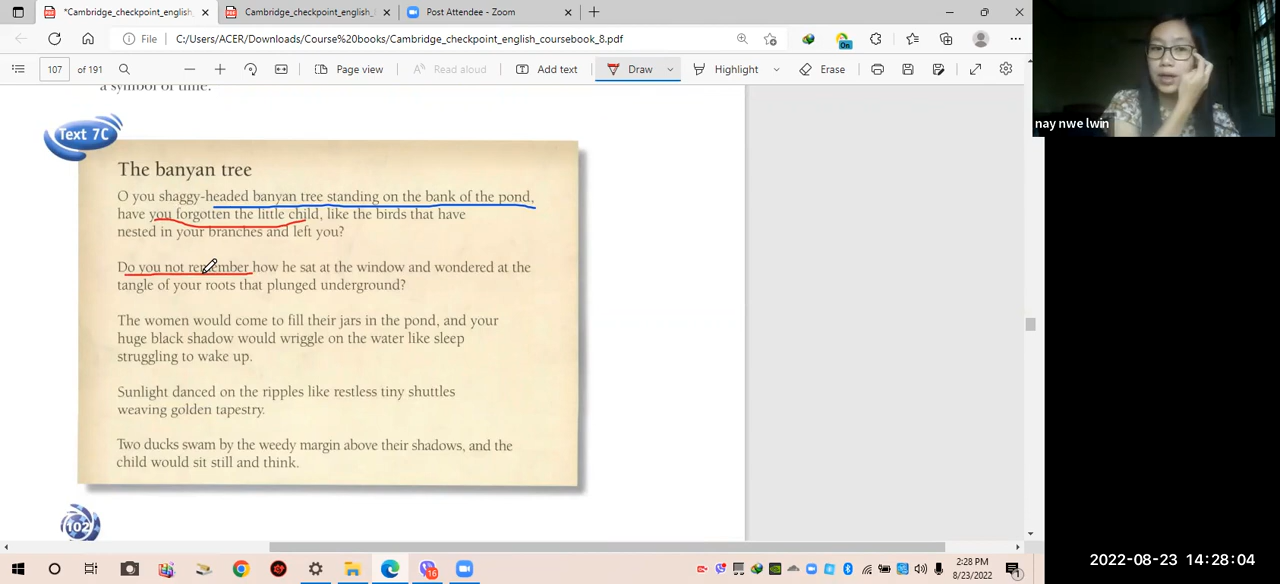 *Cambridge_checkpoint_english_
Cambridge_checkpoint_english_
Post Attendee - Zoom
File
C:/Users/ACER/Downloads/Course%20books/Cambridge_checkpoint_english_coursebook_8.pdf
107 of 191
Page view
Read aloud
Add text
Draw
Highlight
Erase
On
nay nwe lwin
a symbol of time.
Text 7C
The banyan tree
O you shaggy-headed banyan tree standing on the bank of the pond,
have you forgotten the little child, like the birds that have
nested in your branches and left you?
Do you not remember how he sat at the window and wondered at the
tangle of your roots that plunged underground?
The women would come to fill their jars in the pond, and your
huge black shadow would wriggle on the water like sleep
struggling to wake up.
Sunlight danced on the ripples like restless tiny shuttles
weaving golden tapestry.
Two ducks swam by the weedy margin above their shadows, and the
child would sit still and think.
102
16
2:28 PM
8/23/2022
1
2022-08-23 14:28:04